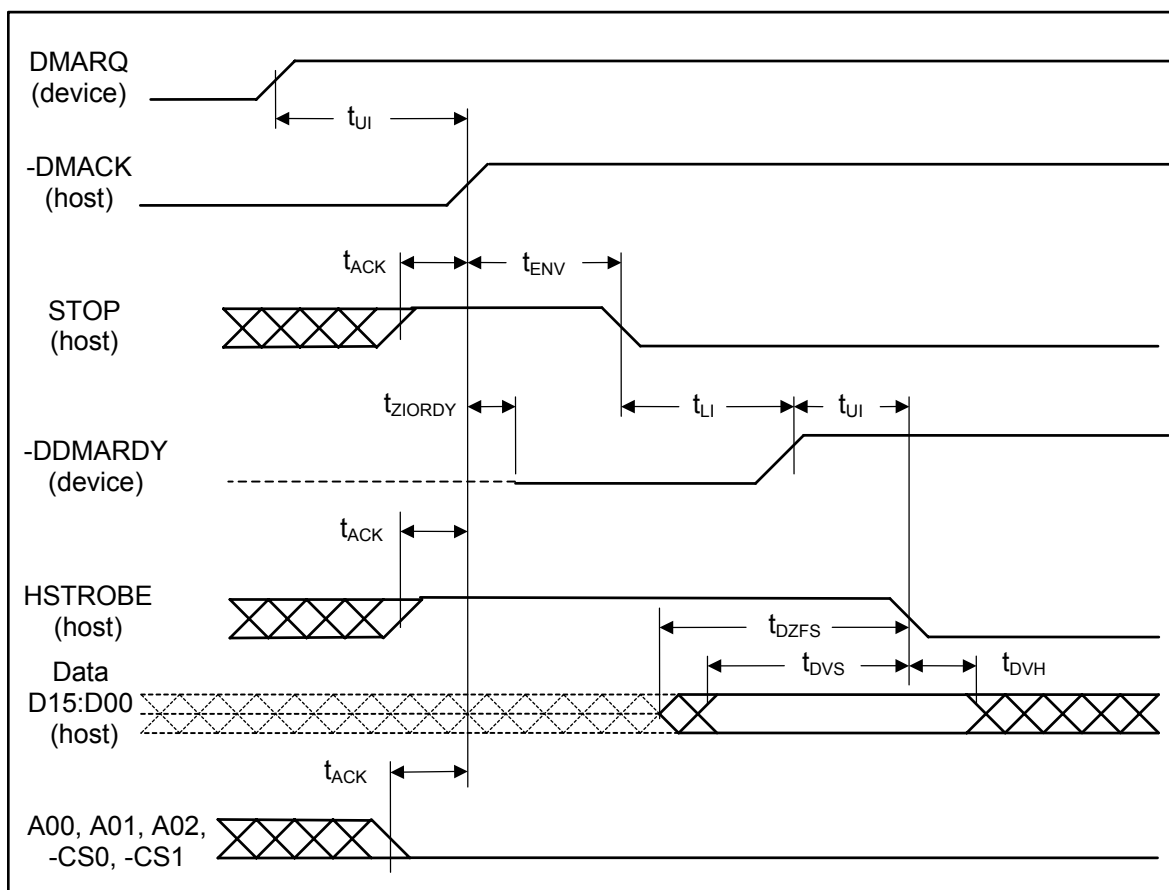 DMARQ
(device)
tUI
-DMACK
(host)
tACK
tENV
STOP
(host)
tZIORDY
tLI
tUI
-DDMARDY
(device)
tACK
HSTROBE
(host)
tDZFS
tDVS
tDVH
Data
D15:D00
(host)
tACK
A00, A01, A02,
-CS0, -CS1